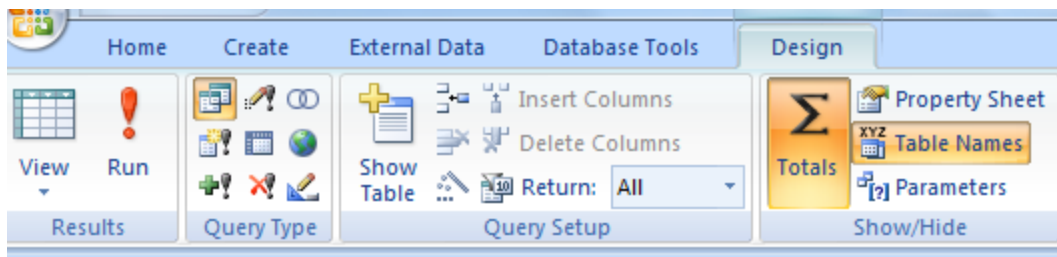 Home Create External Data Database Tools Design
View
Run
Results
Query Type
Show
Table
Insert Columns
Delete Columns
10 Return: All
Query Setup
Σ
Totals
Property Sheet
XYZ Table Names
[?] Parameters
Show/Hide